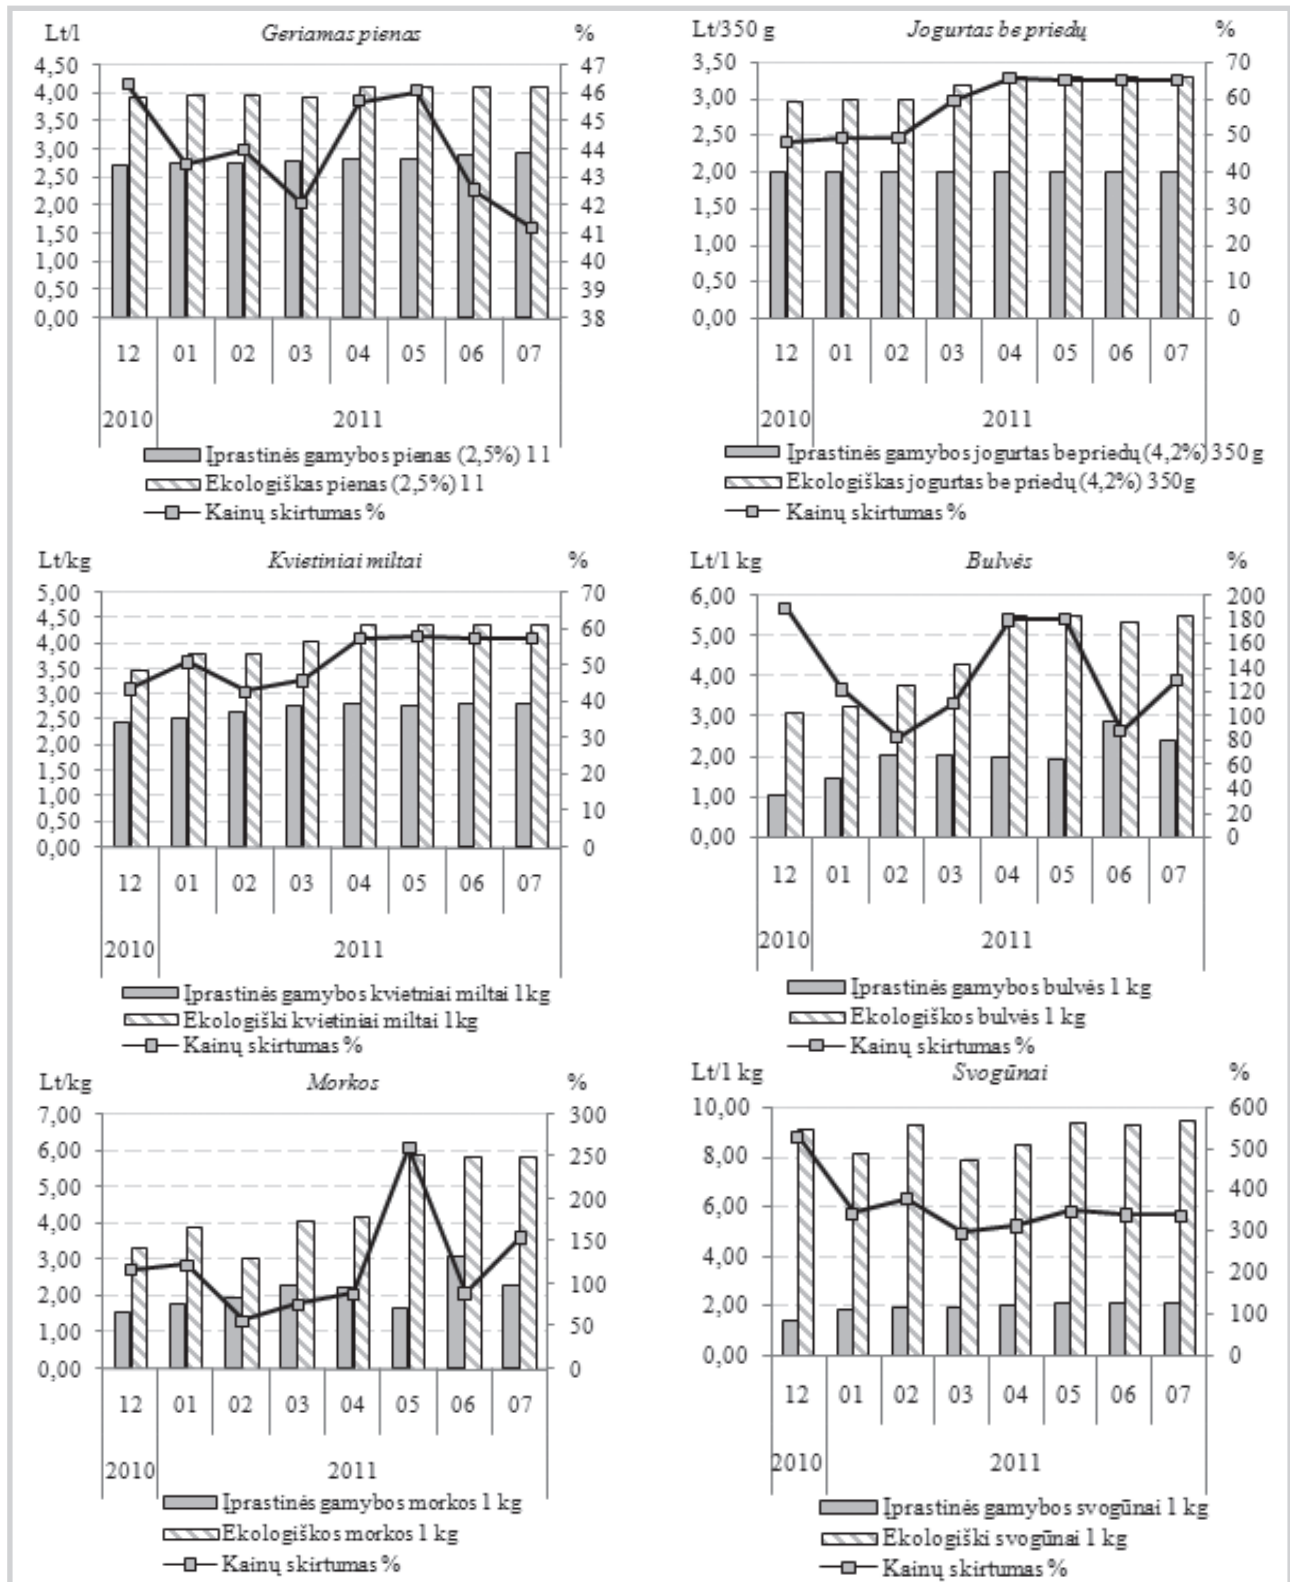 Lt/l Geriamas pienas %
4,50 47
4,00 46
3,50 45
3,00 44
2,50 43
2,00 42
1,50 41
1,00 40
0,50 39
0,00 38
12 01 02 03 04 05 06 07
2010 2011
Įprastinės gamybos pienas (2,5%) 1 l
Ekologiškas pienas (2,5%) 1 l
Kainų skirtumas %
Lt/350 g Jogurtas be priedų %
3,50 70
3,00 60
2,50 50
2,00 40
1,50 30
1,00 20
0,50 10
0,00 0
12 01 02 03 04 05 06 07
2010 2011
Įprastinės gamybos jogurtas be priedų (4,2%) 350 g
Ekologiškas jogurtas be priedų (4,2%) 350g
Kainų skirtumas %
Lt/kg Kvietiniai miltai %
5,00 70
4,50 60
4,00 50
3,50 40
3,00 30
2,50 20
2,00 10
1,50 0
1,00
0,50
0,00
12 01 02 03 04 05 06 07
2010 2011
Įprastinės gamybos kvietniai miltai 1kg
Ekologiški kvietiniai miltai 1kg
Kainų skirtumas %
Lt/1 kg Bulvės %
6,00 200
5,00 180
4,00 160
3,00 140
2,00 120
1,00 100
0,00 80
60
40
20
0
12 01 02 03 04 05 06 07
2010 2011
Įprastinės gamybos bulvės 1 kg
Ekologiškos bulvės 1 kg
Kainų skirtumas %
Lt/kg Morkos %
7,00 300
6,00 250
5,00 200
4,00 150
3,00 100
2,00 50
1,00 0
0,00
12 01 02 03 04 05 06 07
2010 2011
Įprastinės gamybos morkos 1 kg
Ekologiškos morkos 1 kg
Kainų skirtumas %
Lt/1 kg Svogūnai %
10,00 600
8,00 500
6,00 400
4,00 300
2,00 200
0,00 100
0
12 01 02 03 04 05 06 07
2010 2011
Įprastinės gamybos svogūnai 1 kg
Ekologiški svogūnai 1 kg
Kainų skirtumas %